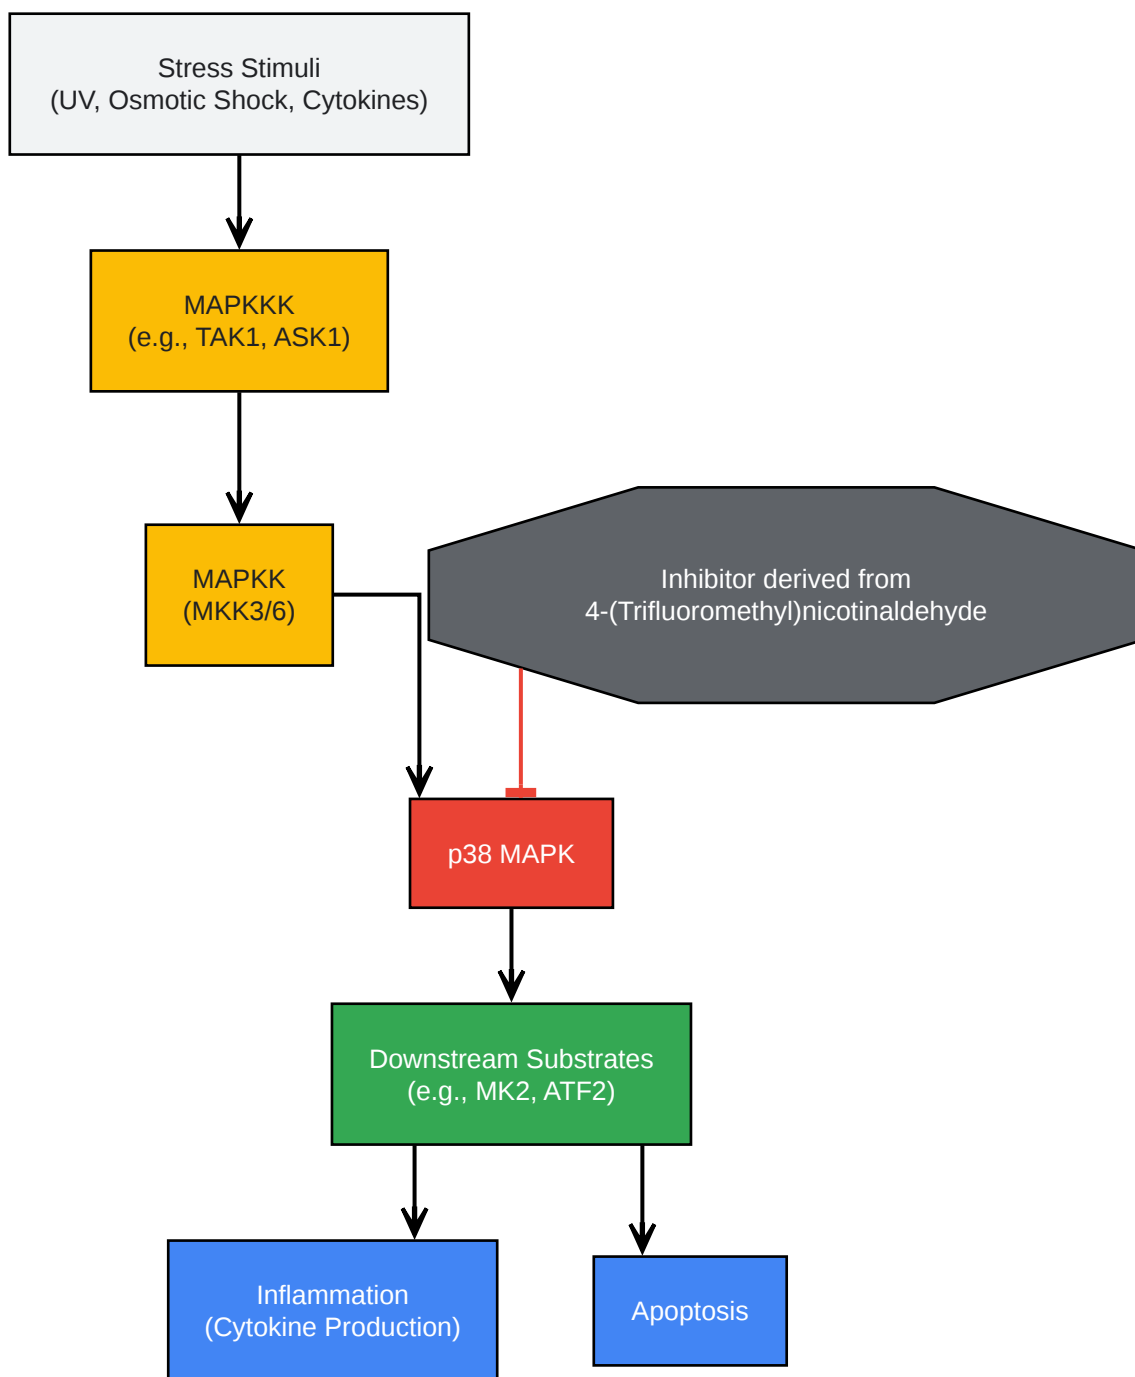 Stress Stimuli
(UV, Osmotic Shock, Cytokines)
MAPKKK
(e.g., TAK1, ASK1)
MAPKK
(MKK3/6)
Inhibitor derived from
4-(Trifluoromethyl)nicotinaldehyde
p38 MAPK
Downstream Substrates
(e.g., MK2, ATF2)
Inflammation
(Cytokine Production)
Apoptosis